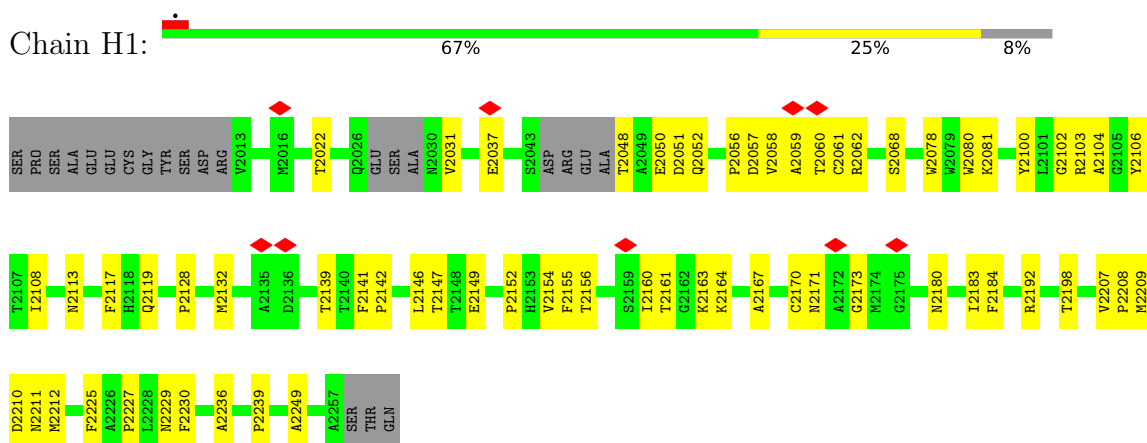 Chain H1:
67% 25% 8%
SER PRO SER ALA GLU GLU CYS GLY TYR SER ASP ARG V2013 M2016 T2022 Q2026 GLU SER ALA N2030 V2031 E2037 S2043 ASP ARG GLU ALA T2048 A2049 E2050 D2051 Q2052 P2056 D2057 V2058 A2059 T2060 C2061 R2062 S2068 W2078 W2079 W2080 K2081 Y2100 L2101 G2102 R2103 A2104 G2105 Y2106
T2107 I2108 N2113 F2117 H2118 Q2119 P2128 M2132 A2135 D2136 T2139 T2140 F2141 P2142 L2146 T2147 T2148 E2149 P2152 H2153 V2154 F2155 T2156 S2159 I2160 T2161 G2162 K2163 K2164 A2167 C2170 N2171 A2172 G2173 M2174 G2175 N2180 I2183 F2184 R2192 T2198 V2207 P2208 M2209
D2210 N2211 M2212 F2225 A2226 P2227 L2228 N2229 F2230 A2236 P2239 A2249 A2257 SER THR GLN